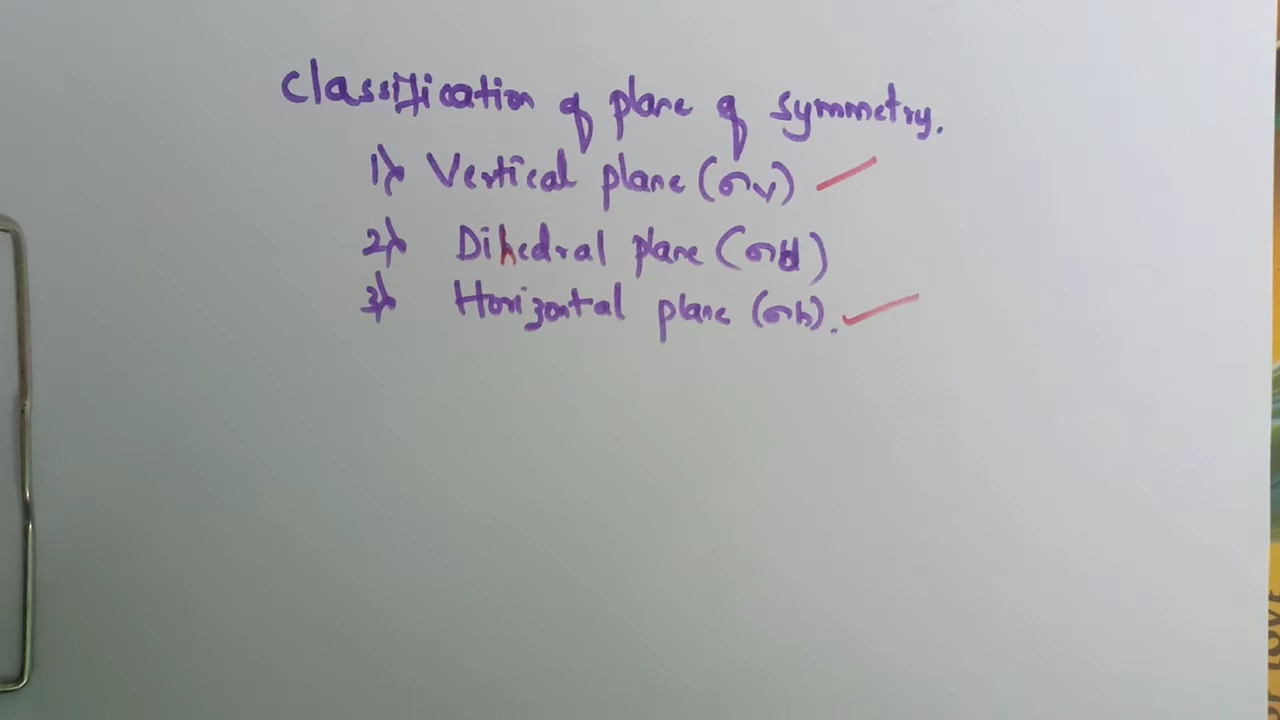 Classification of plane of symmetry.
1) Vertical plane (σv)
2) Dihedral plane (σd)
3) Horizontal plane (σh).